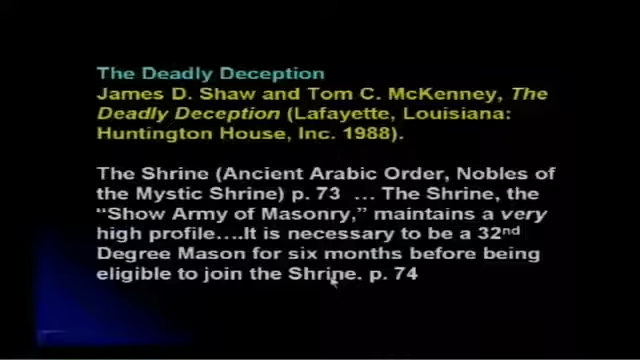 The Deadly Deception
James D. Shaw and Tom C. McKenney, The
Deadly Deception (Lafayette, Louisiana:
Huntington House, Inc. 1988).
The Shrine (Ancient Arabic Order, Nobles of
the Mystic Shrine) p. 73 ... The Shrine, the
“Show Army of Masonry,” maintains a very
high profile....It is necessary to be a 32nd
Degree Mason for six months before being
eligible to join the Shrine. p. 74